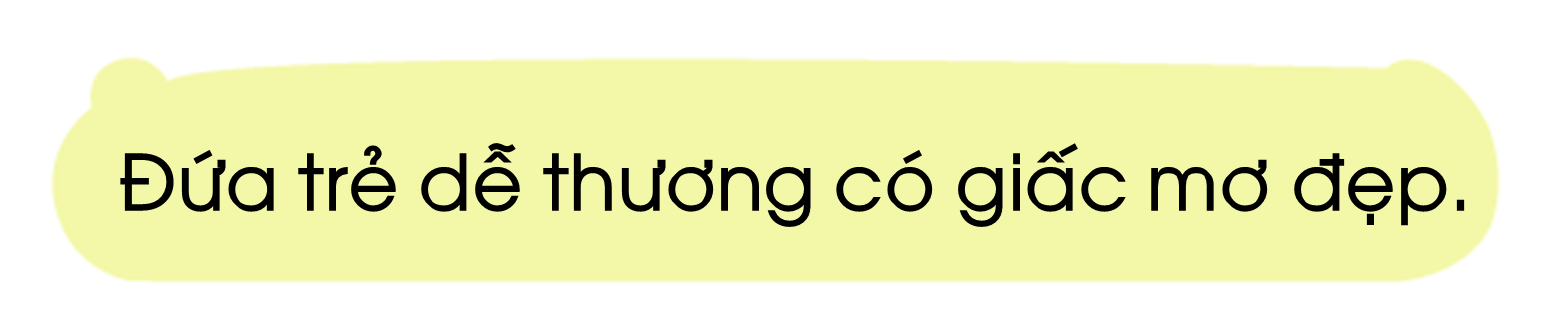 Đứa trẻ dễ thương có giấc mơ đẹp.